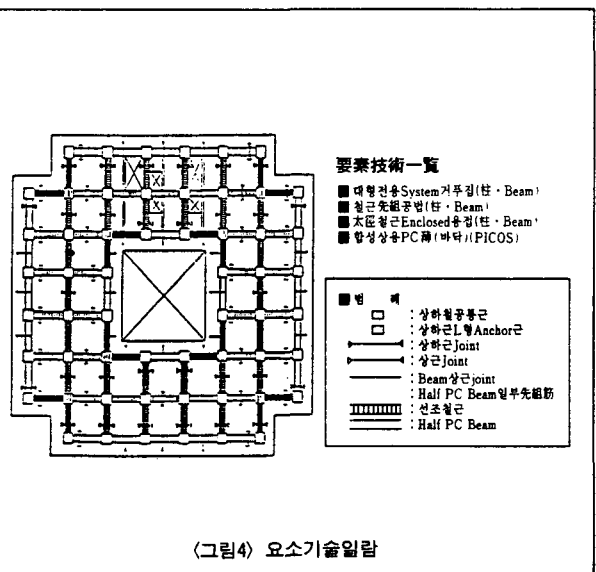 要素技術一覧
■ 대형전용System거푸집(柱 · Beam)
■ 철근先組공법(柱 · Beam)
■ 太径철근Enclosed용접(柱 · Beam)
■ 합성상용PC薄(바닥)(PICOS)
■ 범 례
: 상하철공통근
: 상하근L형Anchor근
: 상하근Joint
: 상근Joint
: Beam상근joint
: Half PC Beam일부先組筋
: 선조철근
: Half PC Beam
〈그림4〉 요소기술일람